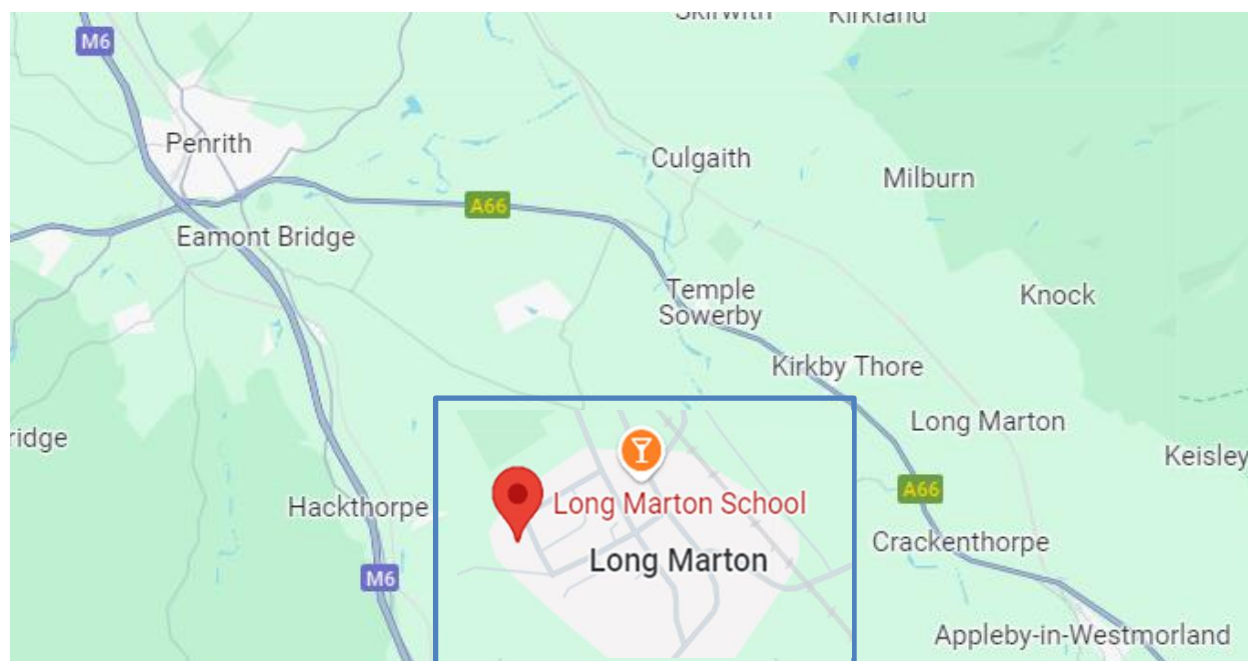 Kirkland
M6
Penrith
Culgaith
Milburn
A66
Eamont Bridge
Temple
Sowerby
Knock
Kirkby Thore
Long Marton
ridge
Keisley
Long Marton School
A66
Hackthorpe
Crackenthorpe
Long Marton
M6
Appleby-in-Westmorland